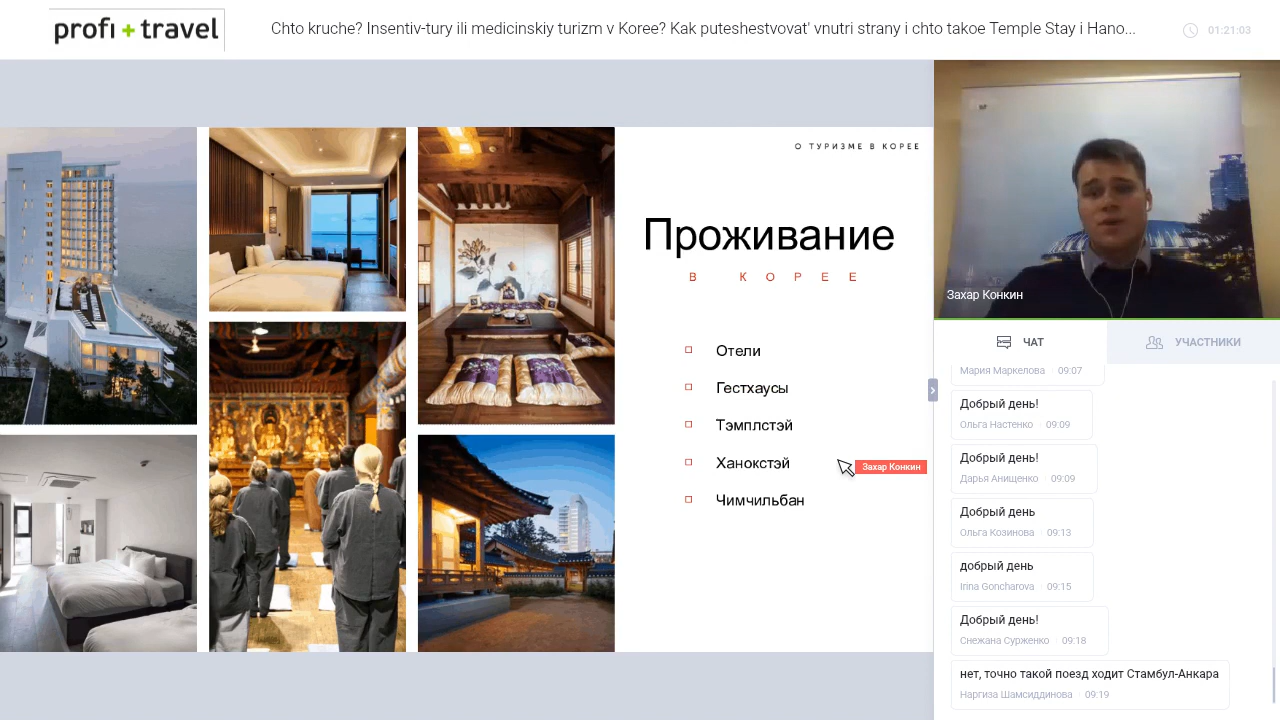 profi + travel
Chto kruche? Insentiv-tury ili medicinskiy turizm v Koree? Kak puteshestvovat' vnutri strany i chto takoe Temple Stay i Hano...
01:21:03
О ТУРИЗМЕ В КОРЕЕ
Проживание
В КОРЕЕ
Отели
Гестхаусы
Тэмплстэй
Ханокстэй
Чимчильбан
Захар Конкин
Захар Конкин
ЧАТ
УЧАСТНИКИ
Мария Маркелова · 09:07
Добрый день!
Ольга Настенко · 09:09
Добрый день!
Дарья Анищенко · 09:09
Добрый день
Ольга Козинова · 09:13
добрый день
Irina Goncharova · 09:15
Добрый день!
Снежана Сурженко · 09:18
нет, точно такой поезд ходит Стамбул-Анкара
Наргиза Шамсиддинова · 09:19